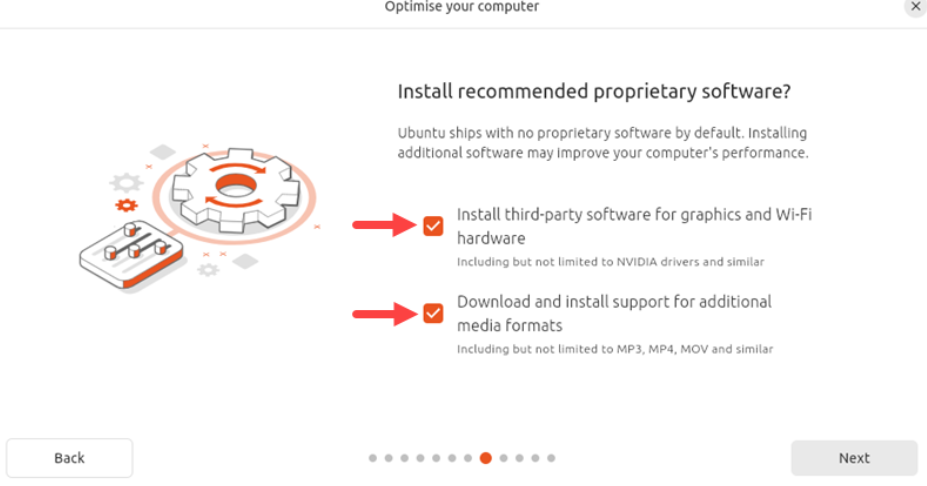 Optimise your computer
Install recommended proprietary software?
Ubuntu ships with no proprietary software by default. Installing
additional software may improve your computer's performance.
Install third-party software for graphics and Wi-Fi
hardware
Including but not limited to NVIDIA drivers and similar
Download and install support for additional
media formats
Including but not limited to MP3, MP4, MOV and similar
Back
Next